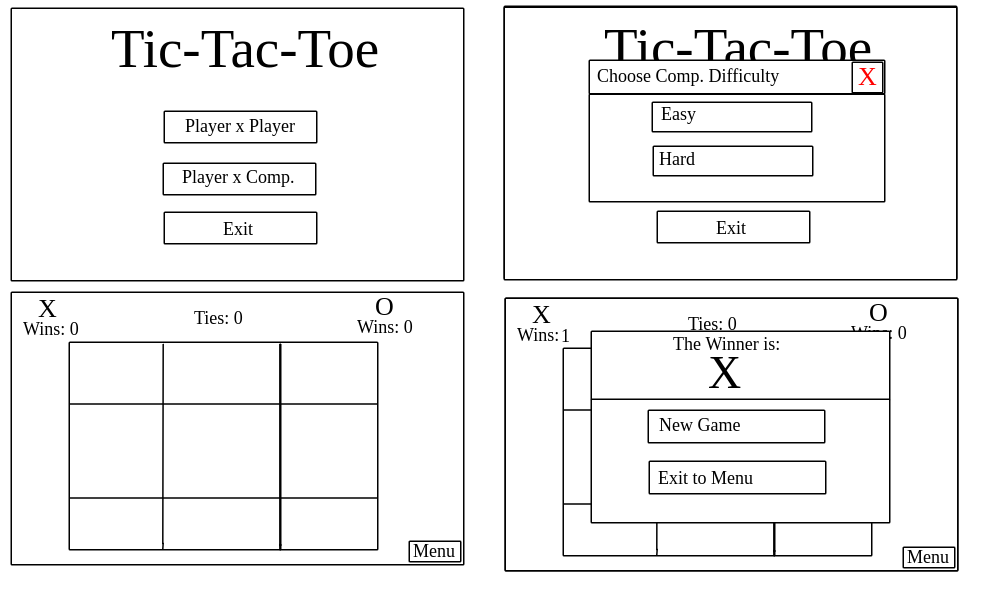 Tic-Tac-Toe
Player x Player
Player x Comp.
Exit
Tic-Tac-Toe
Choose Comp. Difficulty
X
Easy
Hard
Exit
X
Wins: 0
Ties: 0
O
Wins: 0
Menu
X
Wins: 1
Ties: 0
O
Wins: 0
The Winner is:
X
New Game
Exit to Menu
Menu